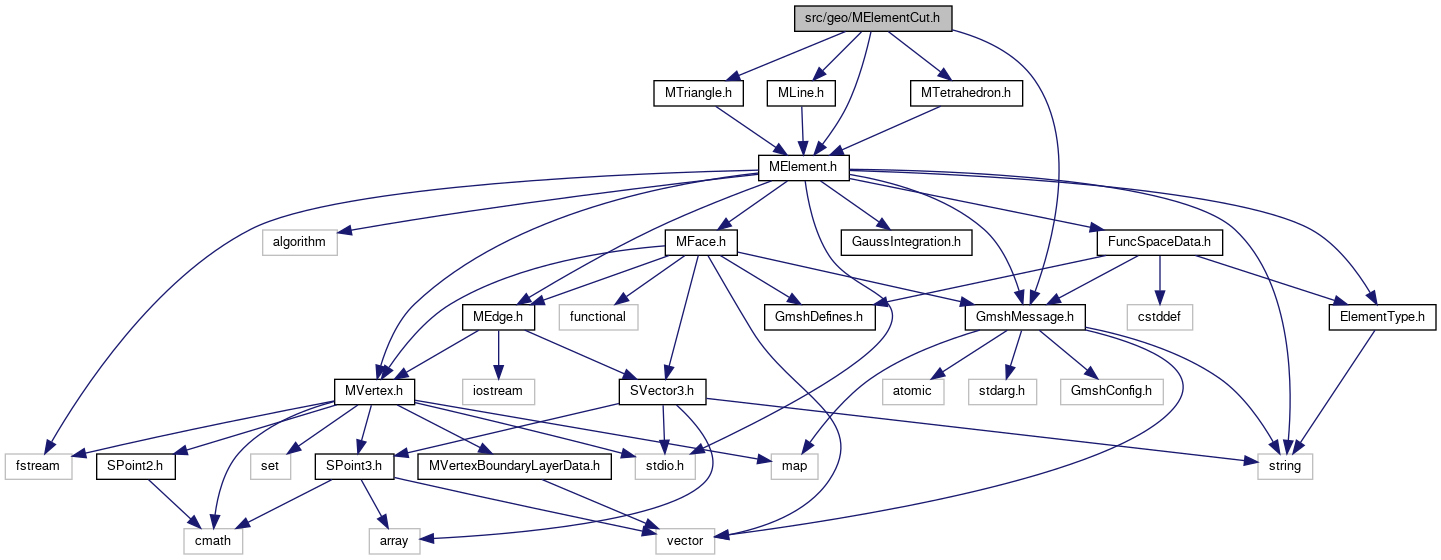 src/geo/MElementCut.h
MTriangle.h
MLine.h
MTetrahedron.h
MElement.h
algorithm
MFace.h
GaussIntegration.h
FuncSpaceData.h
MEdge.h
functional
GmshDefines.h
GmshMessage.h
cstddef
ElementType.h
MVertex.h
iostream
SVector3.h
atomic
stdarg.h
GmshConfig.h
fstream
SPoint2.h
set
SPoint3.h
MVertexBoundaryLayerData.h
stdio.h
map
string
cmath
array
vector